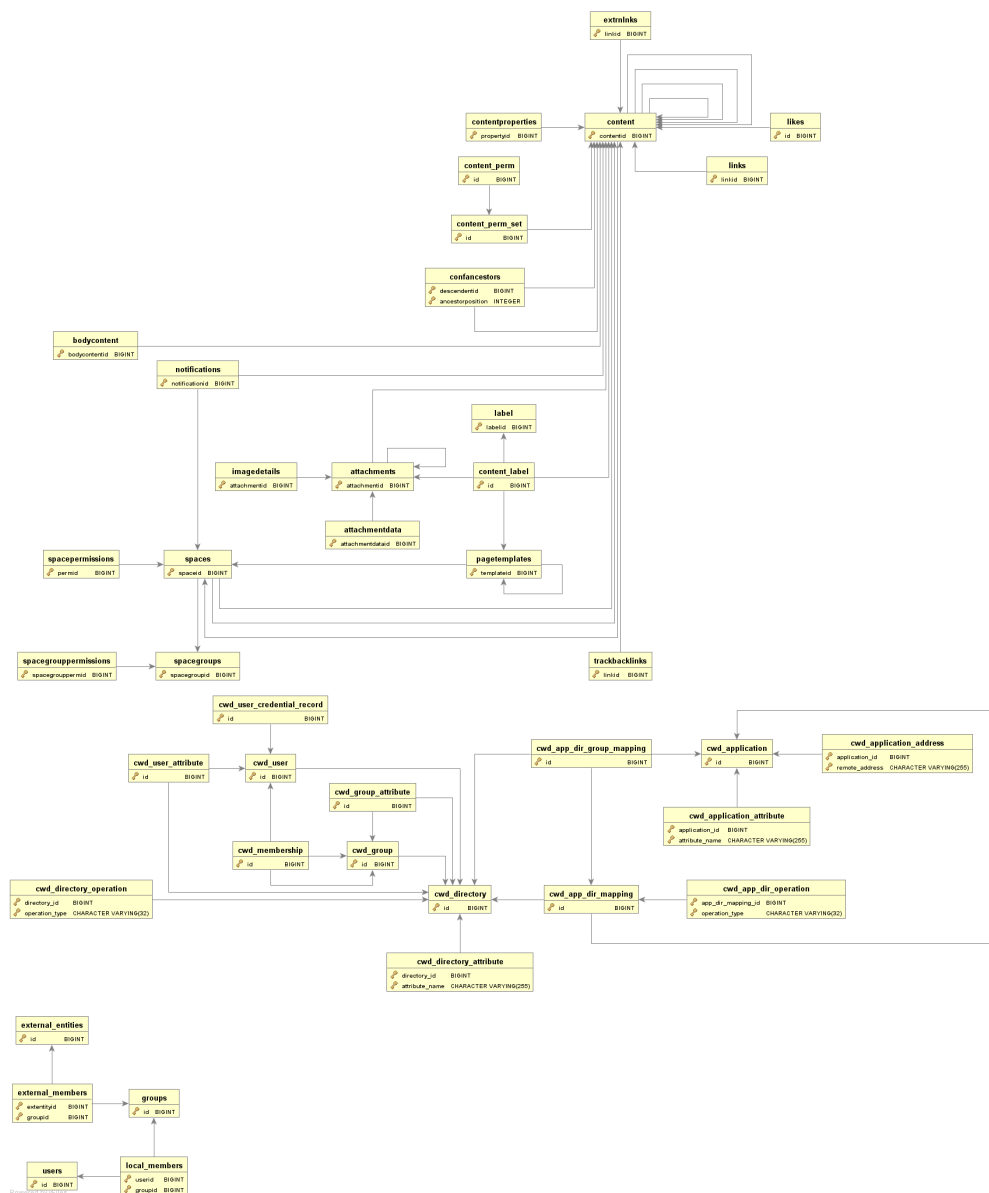 extrnlnks
linkid BIGINT
contentproperties
propertyid BIGINT
content
contentid BIGINT
likes
id BIGINT
content_perm
id BIGINT
links
linkid BIGINT
content_perm_set
id BIGINT
confancestors
descendentid BIGINT
ancestorposition INTEGER
bodycontent
bodycontentid BIGINT
notifications
notificationid BIGINT
label
labelid BIGINT
imagedetails
attachmentid BIGINT
attachments
attachmentid BIGINT
content_label
id BIGINT
attachmentdata
attachmentdataid BIGINT
spacepermissions
permid BIGINT
spaces
spaceid BIGINT
pagetemplates
templateid BIGINT
spacegrouppermissions
spacegrouppermid BIGINT
spacegroups
spacegroupid BIGINT
trackbacklinks
linkid BIGINT
cwd_user_credential_record
id BIGINT
cwd_user_attribute
id BIGINT
cwd_user
id BIGINT
cwd_app_dir_group_mapping
id BIGINT
cwd_application
id BIGINT
cwd_application_address
application_id BIGINT
remote_address CHARACTER VARYING(255)
cwd_group_attribute
id BIGINT
cwd_application_attribute
application_id BIGINT
attribute_name CHARACTER VARYING(255)
cwd_membership
id BIGINT
cwd_group
id BIGINT
cwd_directory_operation
directory_id BIGINT
operation_type CHARACTER VARYING(32)
cwd_directory
id BIGINT
cwd_app_dir_mapping
id BIGINT
cwd_app_dir_operation
app_dir_mapping_id BIGINT
operation_type CHARACTER VARYING(32)
cwd_directory_attribute
directory_id BIGINT
attribute_name CHARACTER VARYING(255)
external_entities
id BIGINT
external_members
extentityid BIGINT
groupid BIGINT
groups
id BIGINT
users
id BIGINT
local_members
userid BIGINT
groupid BIGINT